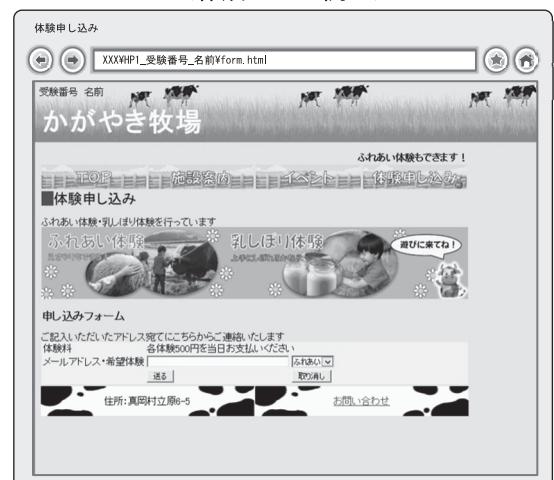 体験申し込み
XXX¥HP1_受験番号_名前¥form.html
受験番号 名前
かがやき牧場
ふれあい体験もできます！
TOP 施設案内 イベント 体験申し込み
■体験申し込み
ふれあい体験・乳しぼり体験を行っています
ふれあい体験 乳しぼり体験 遊びに来てね！
申し込みフォーム
ご記入いただいたアドレス宛てにこちらからご連絡いたします
体験料 各体験500円を当日お支払いください
メールアドレス・希望体験 ふれあい
送る 取り消し
住所：真岡村立原6-5 お問い合わせ